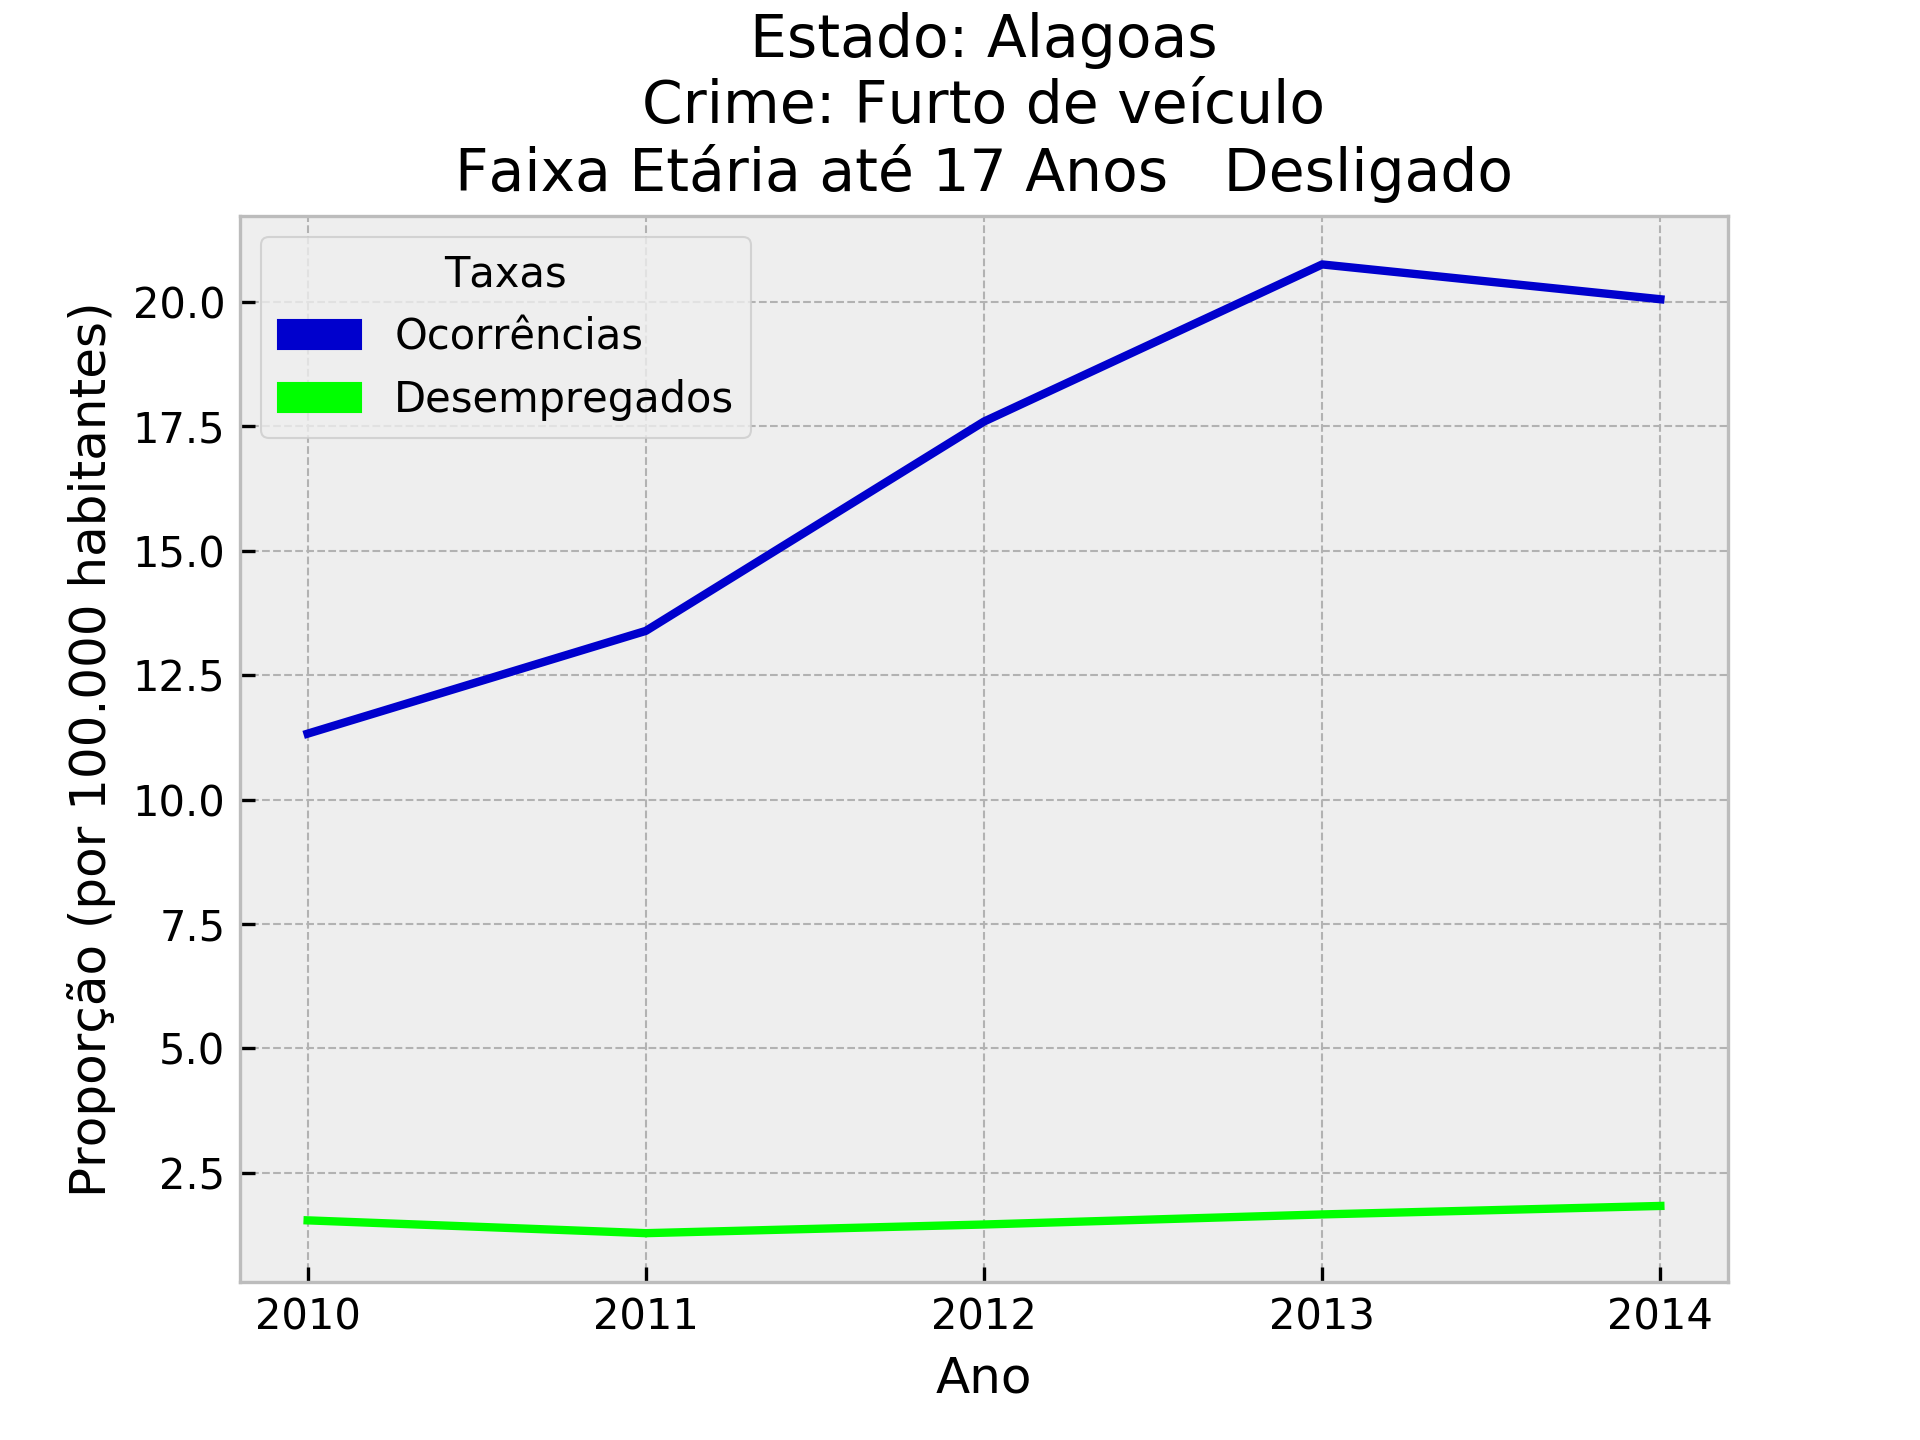 Estado: Alagoas
Crime: Furto de veículo
Faixa Etária até 17 Anos   Desligado
Taxas
Ocorrências
Desempregados
Proporção (por 100.000 habitantes)
20.0
17.5
15.0
12.5
10.0
7.5
5.0
2.5
2010 2011 2012 2013 2014
Ano